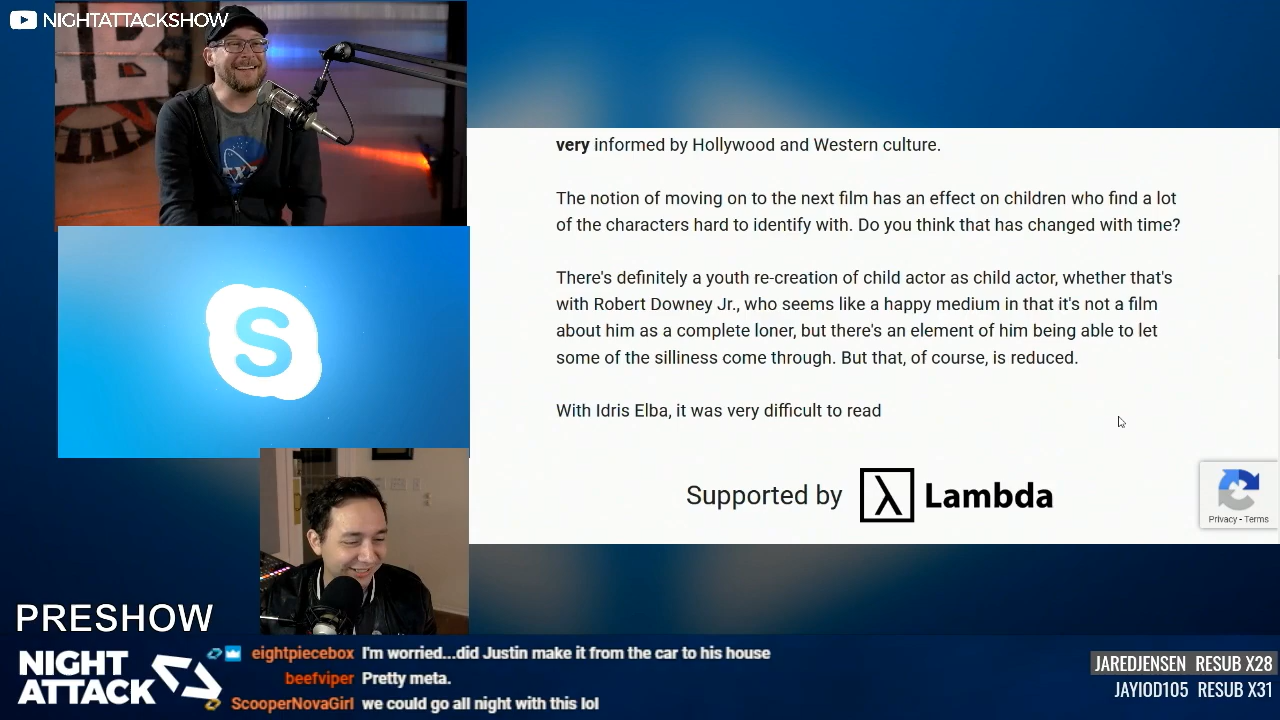 NIGHTATTACKSHOW
very informed by Hollywood and Western culture.
The notion of moving on to the next film has an effect on children who find a lot
of the characters hard to identify with. Do you think that has changed with time?
There's definitely a youth re-creation of child actor as child actor, whether that's
with Robert Downey Jr., who seems like a happy medium in that it's not a film
about him as a complete loner, but there's an element of him being able to let
some of the silliness come through. But that, of course, is reduced.
With Idris Elba, it was very difficult to read
Supported by λ Lambda
Privacy - Terms
S
PRESHOW
NIGHT
ATTACK
eightpiecebox I'm worried...did Justin make it from the car to his house
beefviper Pretty meta.
ScooperNovaGirl we could go all night with this lol
JAREDJENSEN RESUB X28
JAYIOD105 RESUB X31